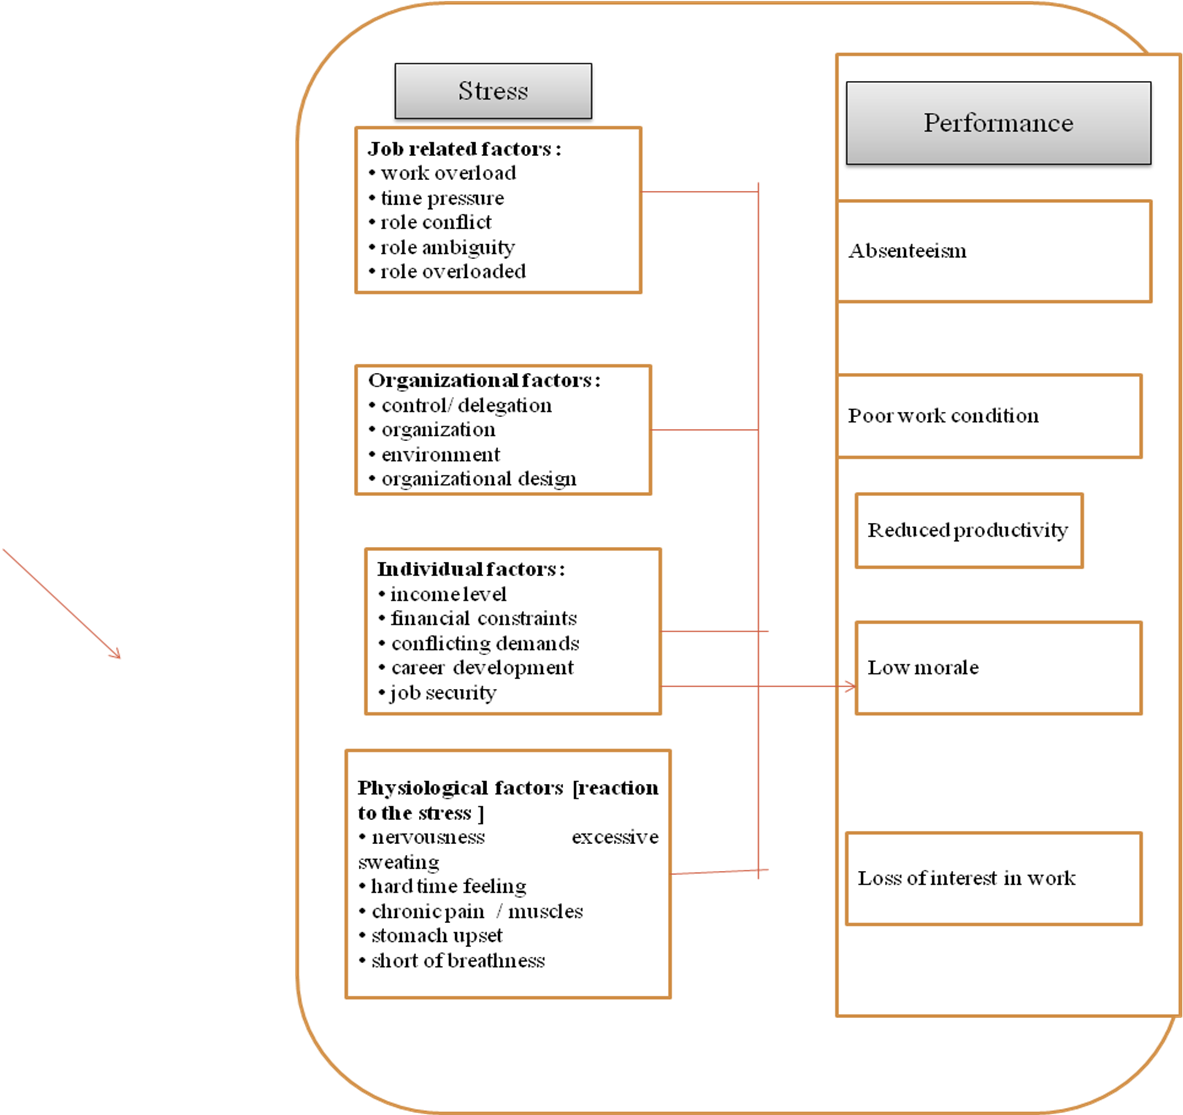 Stress
Job related factors :
• work overload
• time pressure
• role conflict
• role ambiguity
• role overloaded
Organizational factors :
• control/ delegation
• organization
• environment
• organizational design
Individual factors :
• income level
• financial constraints
• conflicting demands
• career development
• job security
Physiological factors [reaction
to the stress ]
• nervousness excessive
sweating
• hard time feeling
• chronic pain / muscles
• stomach upset
• short of breathness
Performance
Absenteeism
Poor work condition
Reduced productivity
Low morale
Loss of interest in work